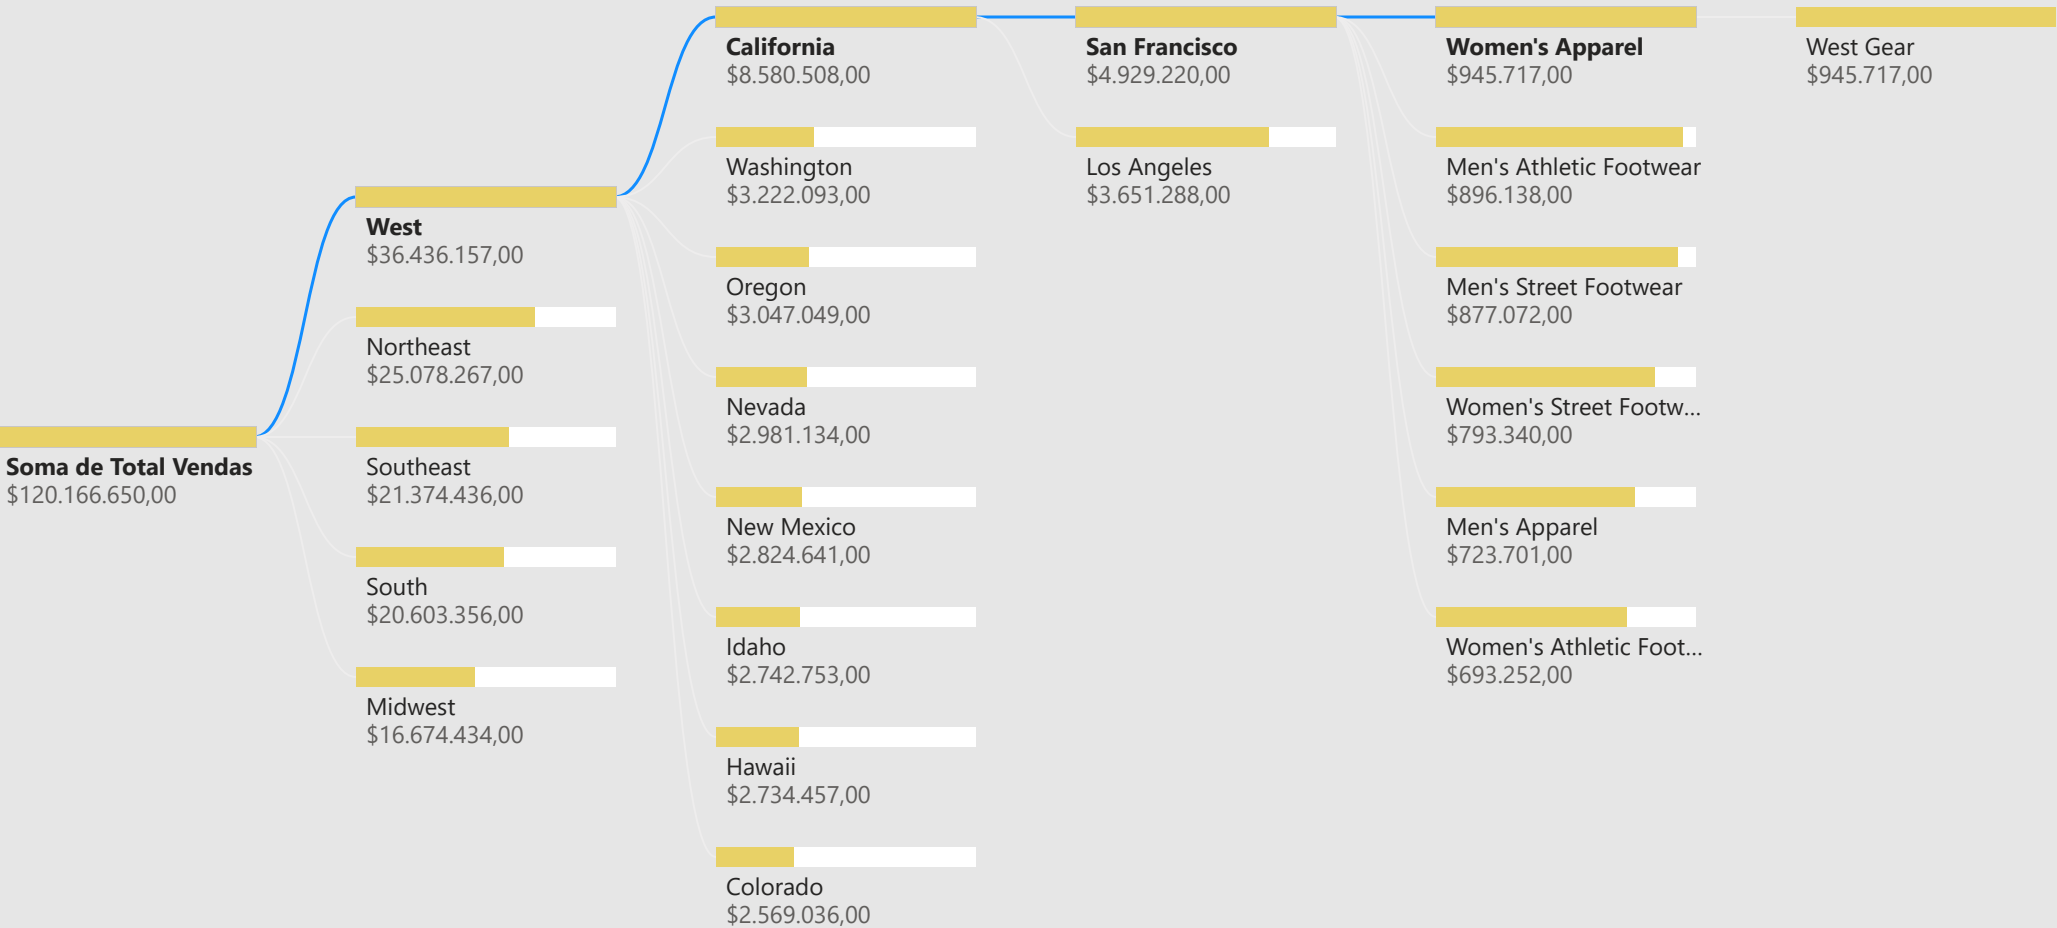 Soma de Total Vendas
$120.166.650,00
West
$36.436.157,00
Northeast
$25.078.267,00
Southeast
$21.374.436,00
South
$20.603.356,00
Midwest
$16.674.434,00
California
$8.580.508,00
Washington
$3.222.093,00
Oregon
$3.047.049,00
Nevada
$2.981.134,00
New Mexico
$2.824.641,00
Idaho
$2.742.753,00
Hawaii
$2.734.457,00
Colorado
$2.569.036,00
San Francisco
$4.929.220,00
Los Angeles
$3.651.288,00
Women's Apparel
$945.717,00
Men's Athletic Footwear
$896.138,00
Men's Street Footwear
$877.072,00
Women's Street Footw...
$793.340,00
Men's Apparel
$723.701,00
Women's Athletic Foot...
$693.252,00
West Gear
$945.717,00